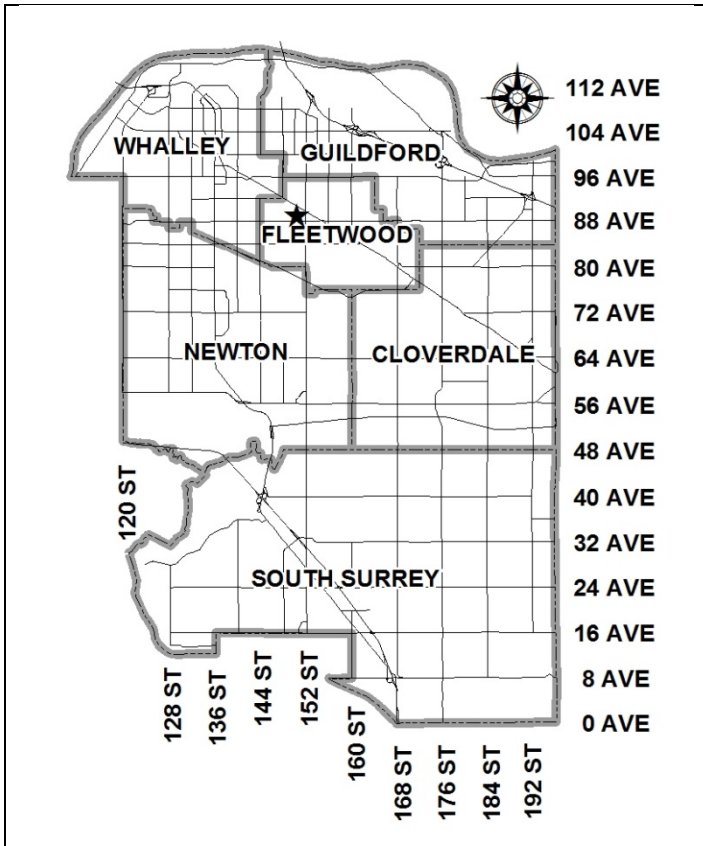 112 AVE
104 AVE
WHALLEY
GUILDFORD
96 AVE
88 AVE
FLEETWOOD
80 AVE
72 AVE
NEWTON
CLOVERDALE
64 AVE
56 AVE
48 AVE
120 ST
40 AVE
32 AVE
SOUTH SURREY
24 AVE
16 AVE
128 ST
136 ST
144 ST
152 ST
160 ST
8 AVE
0 AVE
168 ST
176 ST
184 ST
192 ST